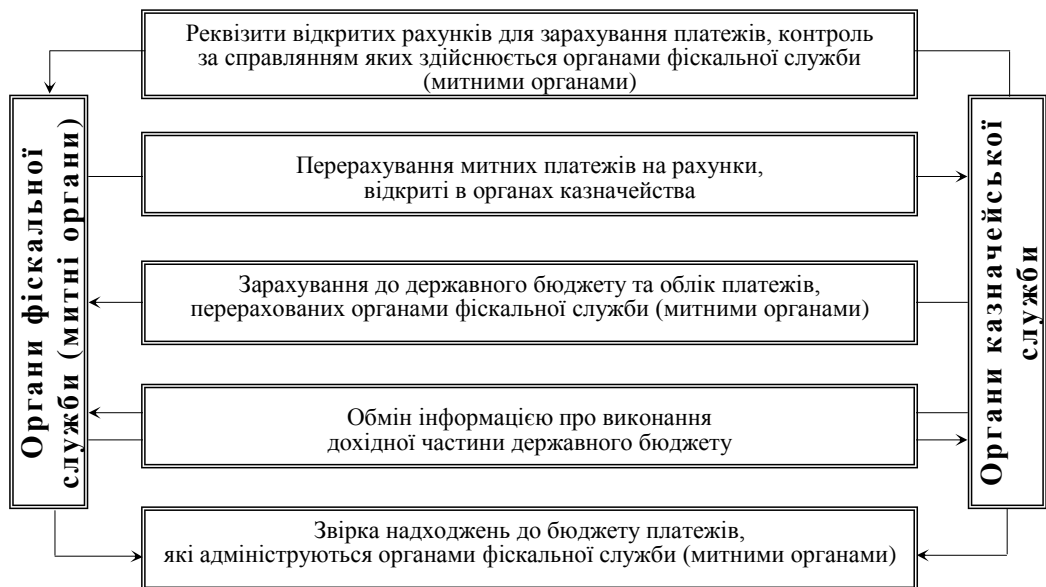 Реквізити відкритих рахунків для зарахування платежів, контроль
за справлянням яких здійснюється органами фіскальної служби
(митними органами)
Органи фіскальної
служби (митні органи)
Перерахування митних платежів на рахунки,
відкриті в органах казначейства
Зарахування до державного бюджету та облік платежів,
перерахованих органами фіскальної служби (митними органами)
Обмін інформацією про виконання
дохідної частини державного бюджету
Звірка надходжень до бюджету платежів,
які адмініструються органами фіскальної служби (митними органами)
Органи казначейської
служби